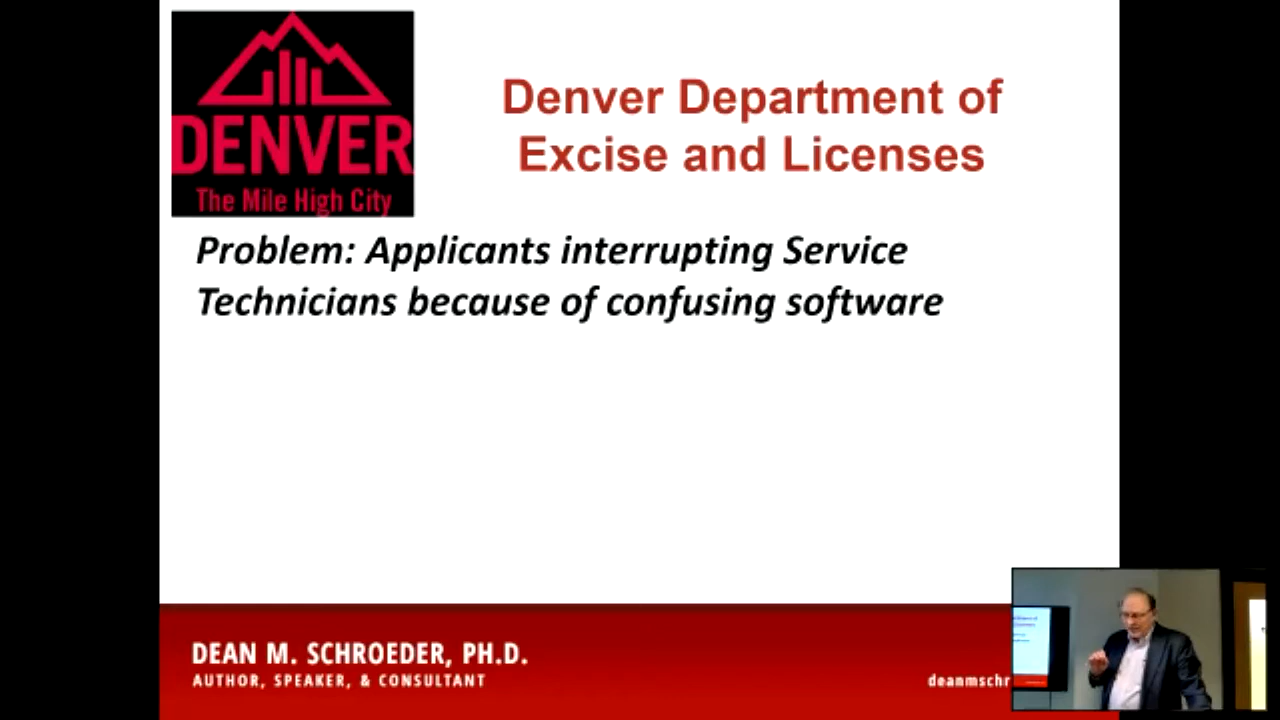 DENVER
The Mile High City
Denver Department of
Excise and Licenses
Problem: Applicants interrupting Service
Technicians because of confusing software
DEAN M. SCHROEDER, PH.D.
AUTHOR, SPEAKER, & CONSULTANT
deanmschr